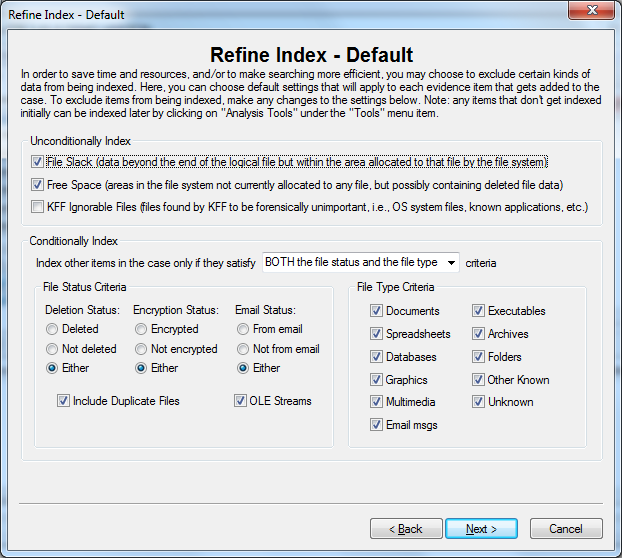 Refine Index - Default
Refine Index - Default
In order to save time and resources, and/or to make searching more efficient, you may choose to exclude certain kinds of
data from being indexed. Here, you can choose default settings that will apply to each evidence item that gets added to the
case. To exclude items from being indexed, make any changes to the settings below. Note: any items that don't get indexed
initially can be indexed later by clicking on "Analysis Tools" under the "Tools" menu item.
Unconditionally Index
File Slack (data beyond the end of the logical file but within the area allocated to that file by the file system)
Free Space (areas in the file system not currently allocated to any file, but possibly containing deleted file data)
KFF Ignorable Files (files found by KFF to be forensically unimportant, i.e., OS system files, known applications, etc.)
Conditionally Index
Index other items in the case only if they satisfy BOTH the file status and the file type criteria
File Status Criteria
Deletion Status: Encryption Status: Email Status:
Deleted Encrypted From email
Not deleted Not encrypted Not from email
Either Either Either
Include Duplicate Files OLE Streams
File Type Criteria
Documents Executables
Spreadsheets Archives
Databases Folders
Graphics Other Known
Multimedia Unknown
Email msgs
< Back Next > Cancel